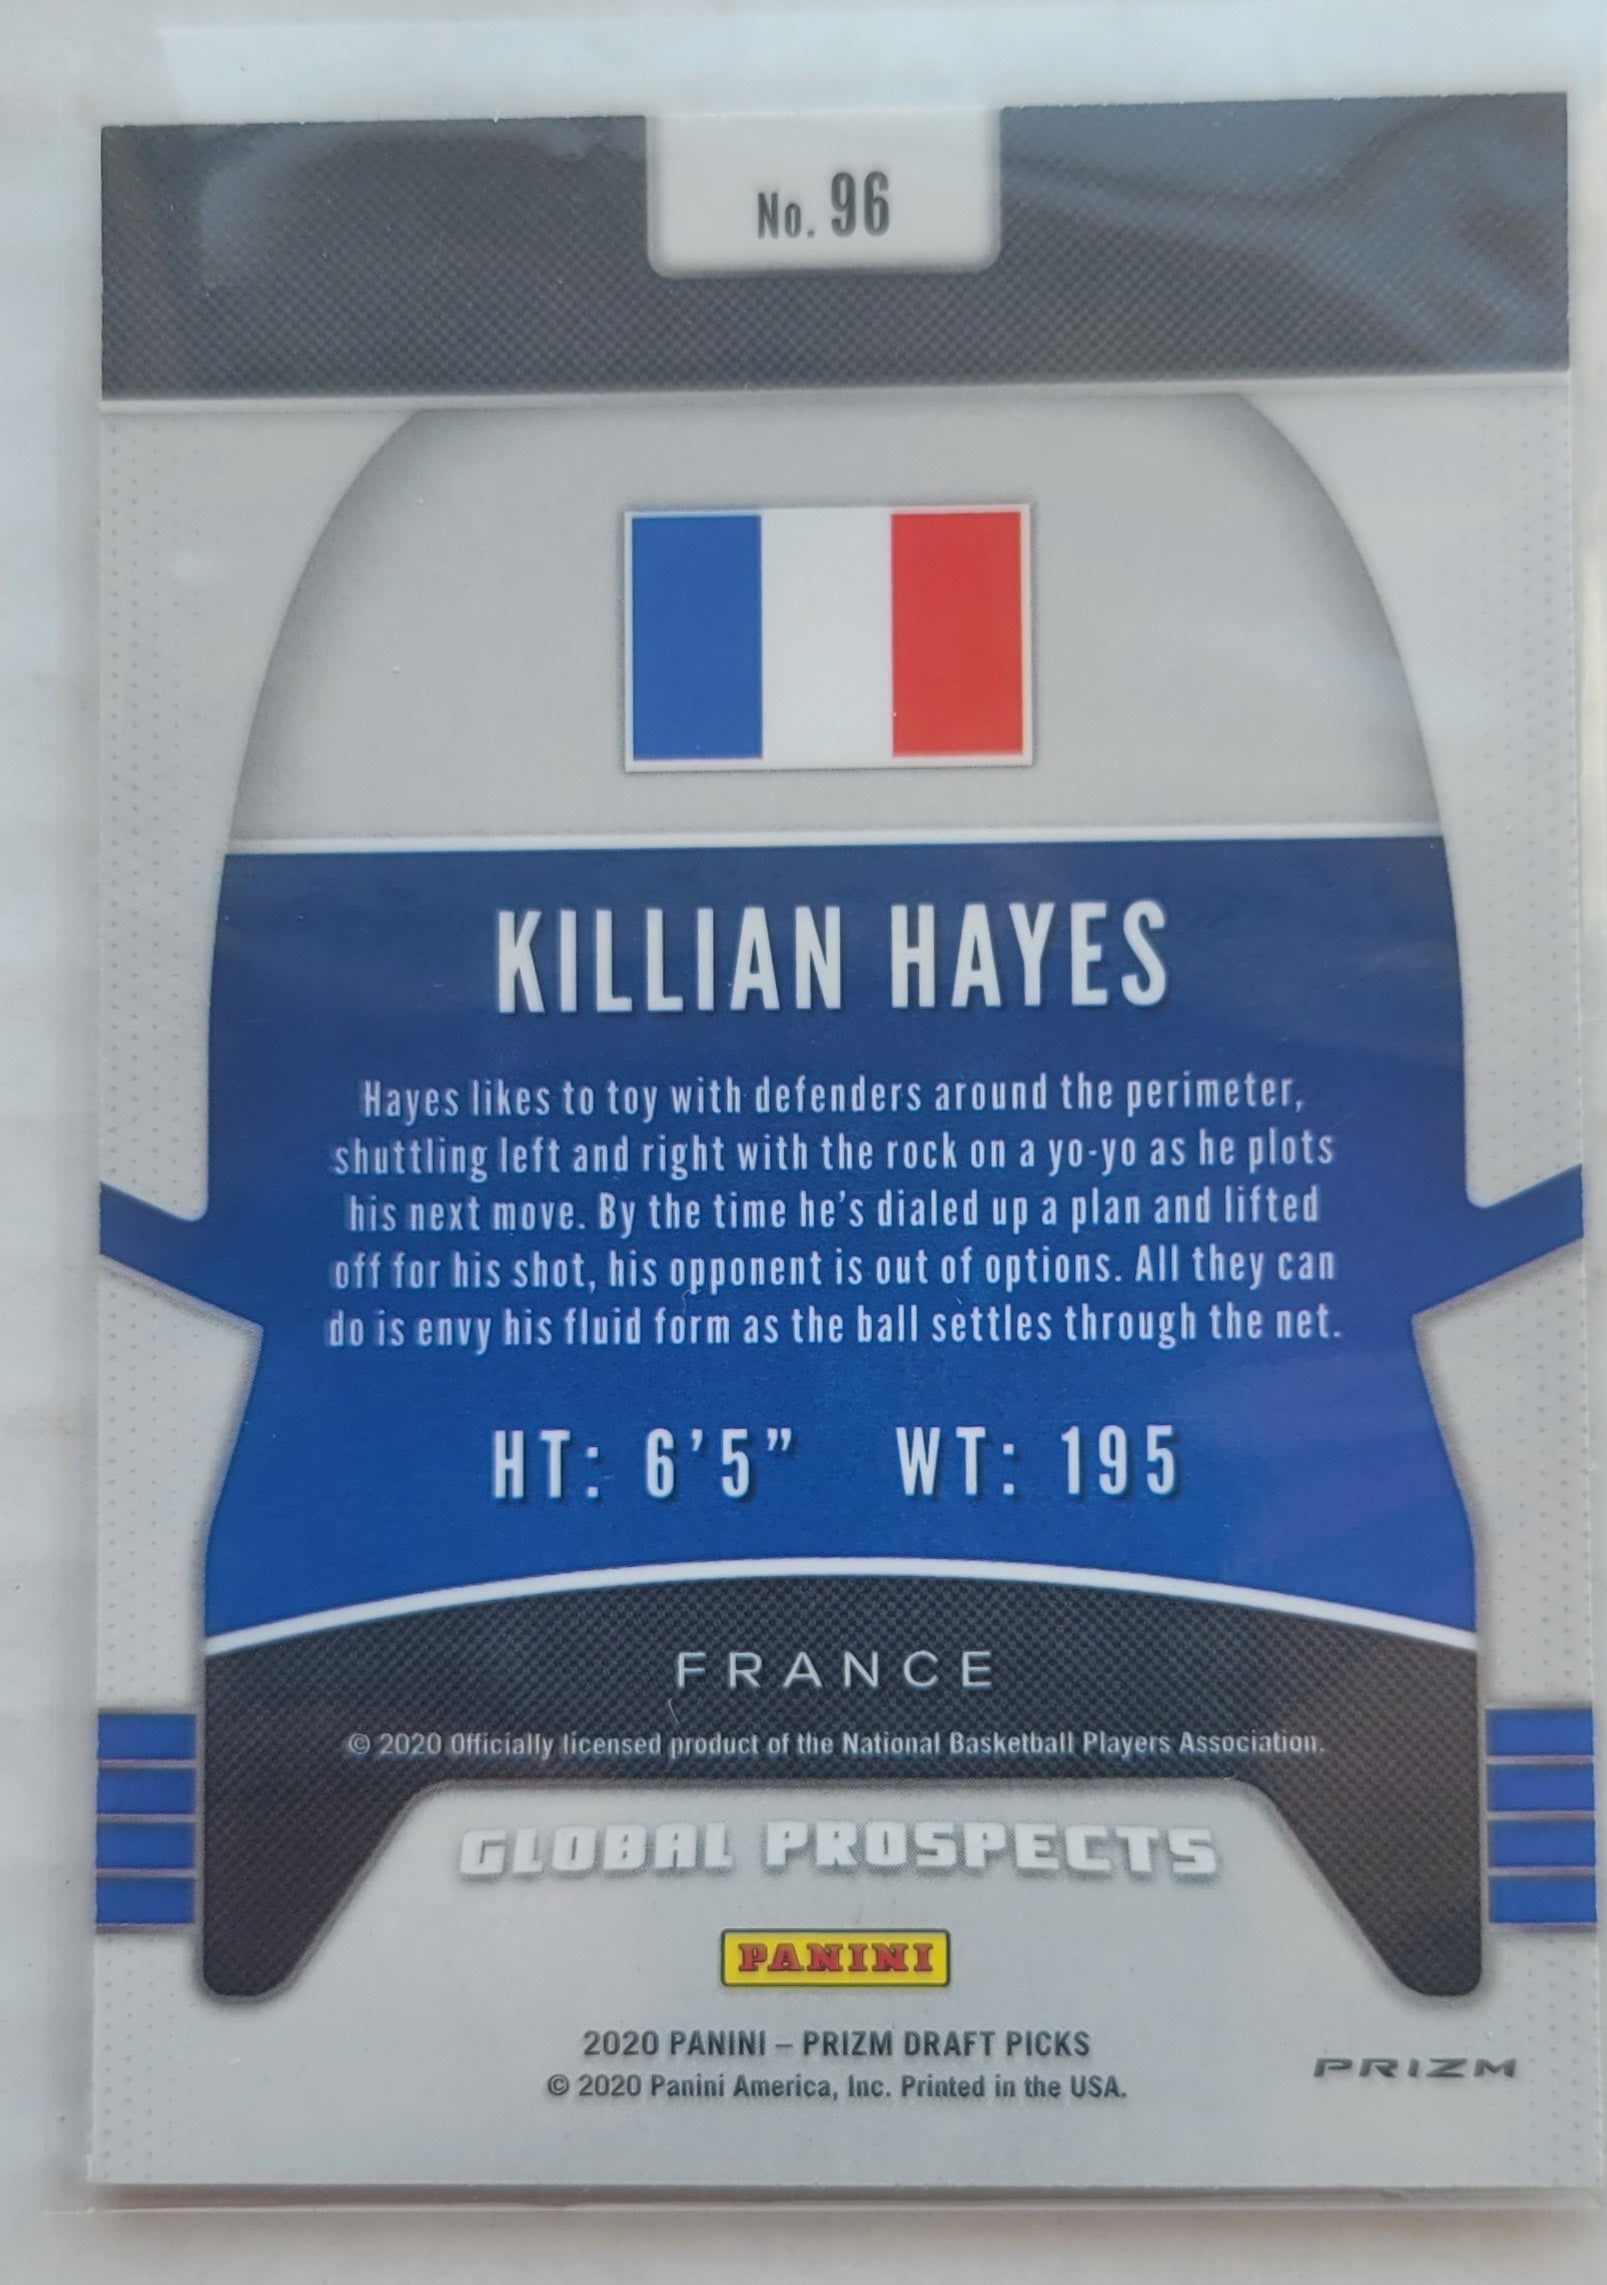 No. 96
KILLIAN HAYES
Hayes likes to toy with defenders around the perimeter,
shuttling left and right with the rock on a yo-yo as he plots
his next move. By the time he's dialed up a plan and lifted
off for his shot, his opponent is out of options. All they can
do is envy his fluid form as the ball settles through the net.
HT: 6'5" WT: 195
FRANCE
© 2020 Officially licensed product of the National Basketball Players Association.
GLOBAL PROSPECTS
PANINI
2020 PANINI – PRIZM DRAFT PICKS
© 2020 Panini America, Inc. Printed in the USA.
PRIZM